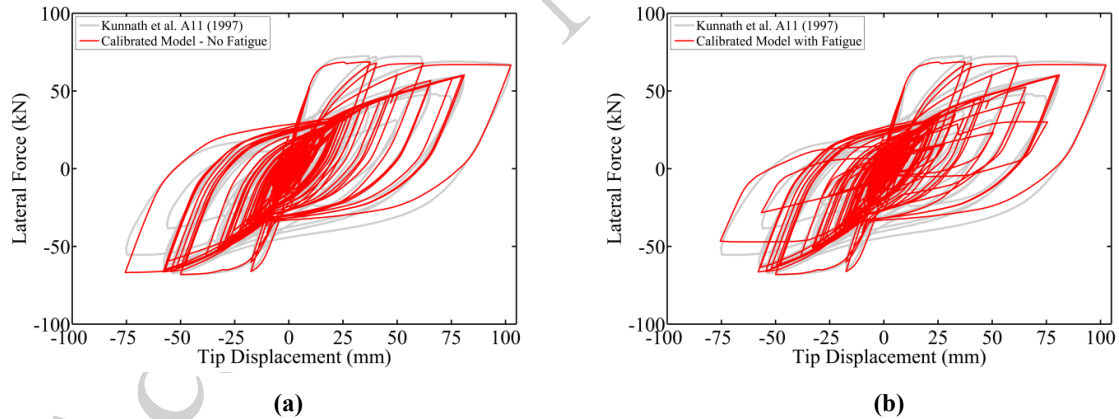 100
50
0
-50
-100
-100 -75 -50 -25 0 25 50 75 100
Lateral Force (kN)
Tip Displacement (mm)
Kunnath et al. A11 (1997)
Calibrated Model - No Fatigue
(a)
100
50
0
-50
-100
-100 -75 -50 -25 0 25 50 75 100
Lateral Force (kN)
Tip Displacement (mm)
Kunnath et al. A11 (1997)
Calibrated Model with Fatigue
(b)